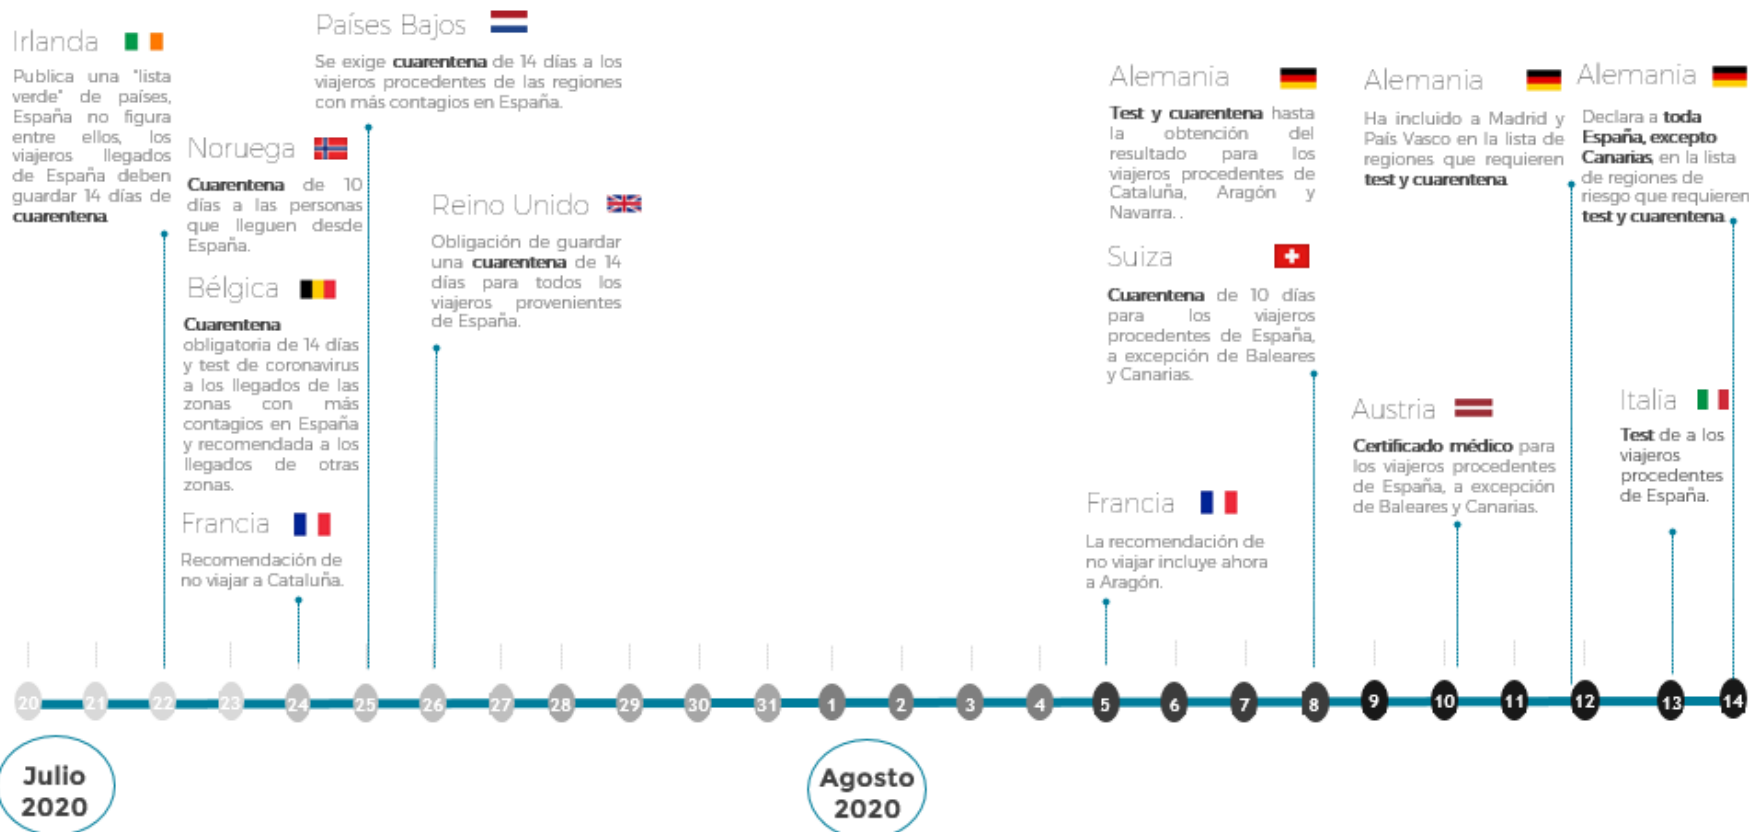 Irlanda
Publica una "lista
verde" de países,
España no figura
entre ellos, los
viajeros llegados
de España deben
guardar 14 días de
cuarentena.
Noruega
Cuarentena de 10
días a las personas
que lleguen desde
España.
Bélgica
Cuarentena
obligatoria de 14 días
y test de coronavirus
a los llegados de las
zonas con más
contagios en España
y recomendada a los
llegados de otras
zonas.
Francia
Recomendación de
no viajar a Cataluña.
Países Bajos
Se exige cuarentena de 14 días a los
viajeros procedentes de las regiones
con más contagios en España.
Reino Unido
Obligación de guardar
una cuarentena de 14
días para todos los
viajeros provenientes
de España.
Francia
La recomendación de
no viajar incluye ahora
a Aragón.
Alemania
Test y cuarentena hasta
la obtención del
resultado para los
viajeros procedentes de
Cataluña, Aragón y
Navarra. .
Suiza
Cuarentena de 10 días
para los viajeros
procedentes de España,
a excepción de Baleares
y Canarias.
Austria
Certificado médico para
los viajeros procedentes
de España, a excepción
de Baleares y Canarias.
Alemania
Ha incluido a Madrid y
País Vasco en la lista de
regiones que requieren
test y cuarentena.
Italia
Test de a los
viajeros
procedentes
de España.
Alemania
Declara a toda
España, excepto
Canarias, en la lista
de regiones de
riesgo que requieren
test y cuarentena.
20 21 22 23 24 25 26 27 28 29 30 31 1 2 3 4 5 6 7 8 9 10 11 12 13 14
Julio
2020
Agosto
2020